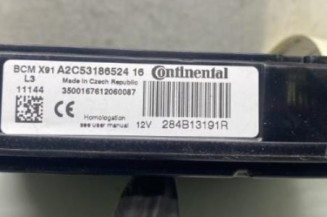 BCM X91 A2C53186524 16 Continental
L3 Made in Czech Republic
11144 3500167612060087
CE Homologation
see user manual 12V 284B13191R